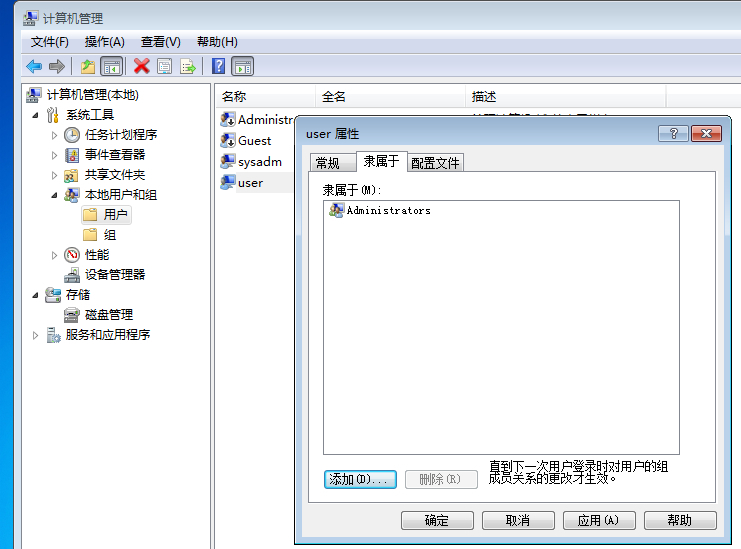 计算机管理
文件(F) 操作(A) 查看(V) 帮助(H)
计算机管理(本地)
系统工具
任务计划程序
事件查看器
共享文件夹
本地用户和组
用户
组
性能
设备管理器
存储
磁盘管理
服务和应用程序
名称 全名 描述
Administr
Guest
sysadm
user
user 属性
常规 隶属于 配置文件
隶属于(M):
Administrators
添加(D)... 删除(R)
直到下一次用户登录时对用户的组
成员关系的更改才生效。
确定 取消 应用(A) 帮助